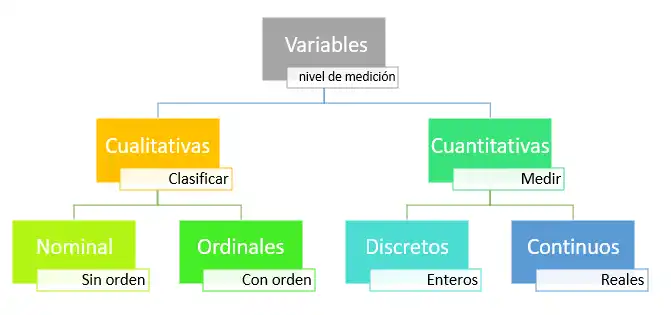 Variables
nivel de medición
Cualitativas
Clasificar
Cuantitativas
Medir
Nominal
Sin orden
Ordinales
Con orden
Discretos
Enteros
Continuos
Reales